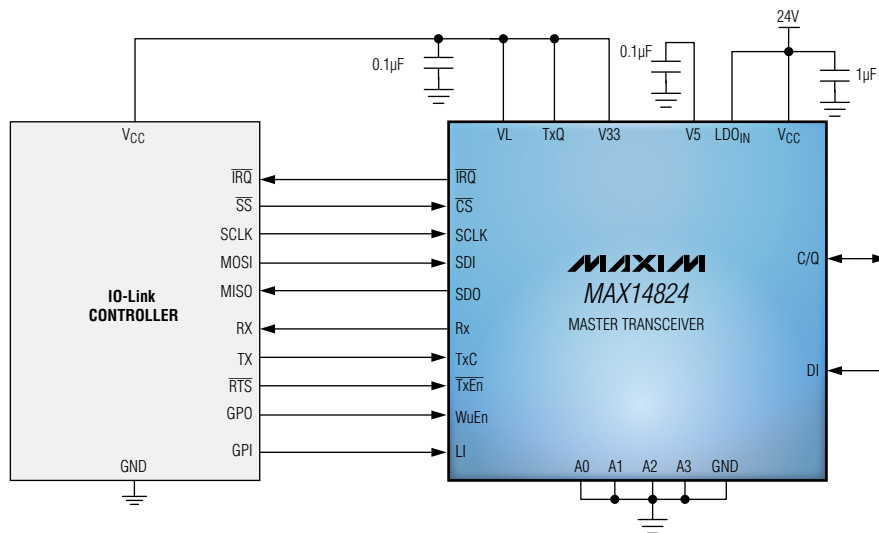 24V
0.1µF
0.1µF
1µF
VCC
VL
TxQ
V33
V5
LDOIN
VCC
IRQ
IRQ
SS
CS
SCLK
SCLK
MOSI
SDI
MISO
SDO
RX
Rx
TX
TxC
RTS
TxEn
GPO
WuEn
GPI
LI
IO-Link
CONTROLLER
MAXIM
MAX14824
MASTER TRANSCEIVER
C/Q
DI
GND
A0
A1
A2
A3
GND